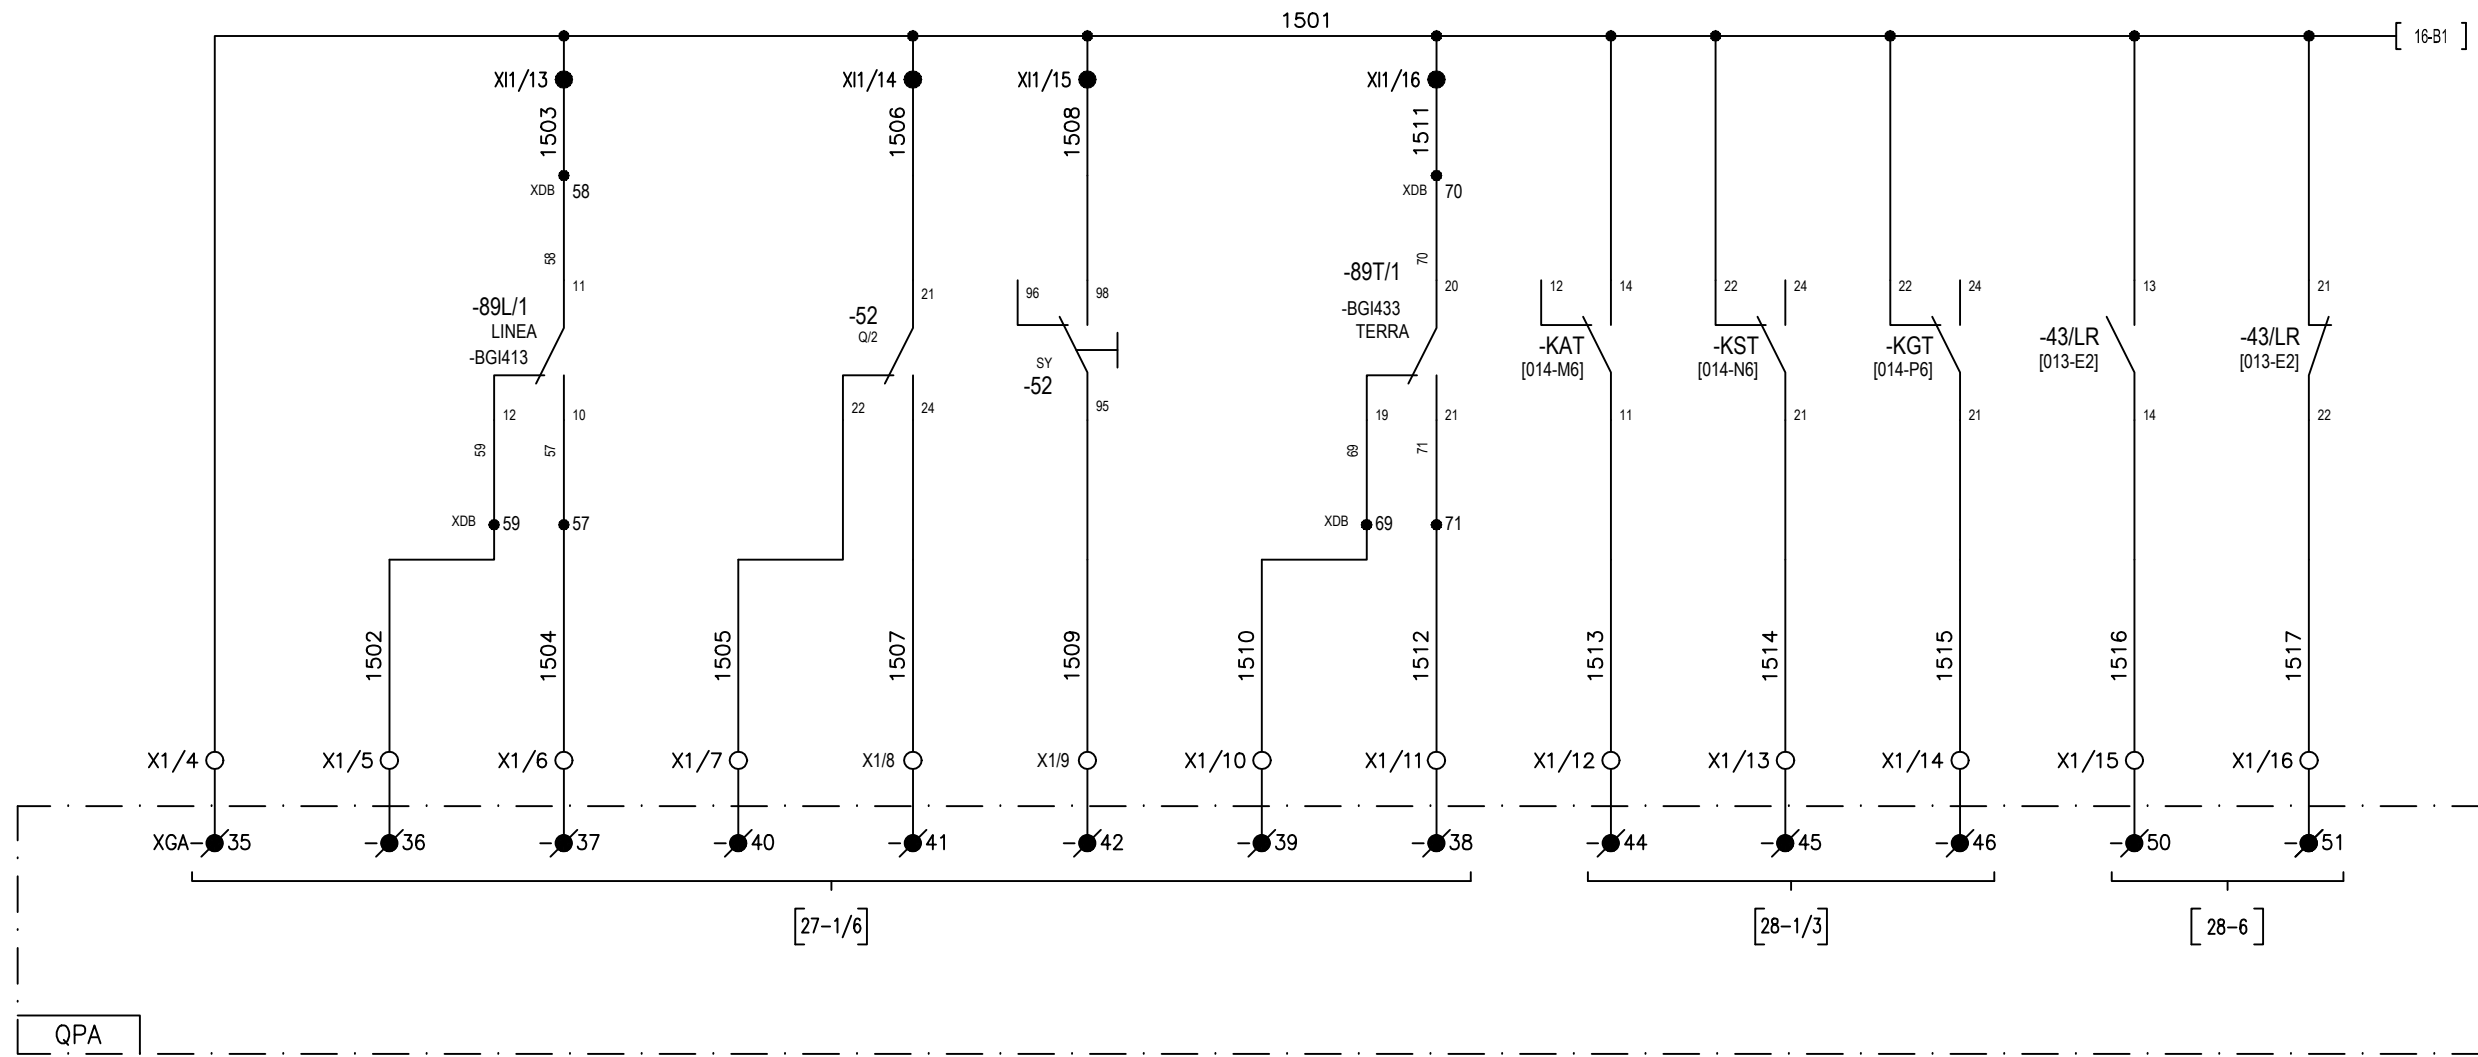 1501
[ 16-B1 ]
XI1/13
XI1/14
XI1/15
XI1/16
1503
1506
1508
1511
XDB 58
XDB 70
58
70
11
21
96
98
20
12
14
22
24
22
24
13
21
-89L/1
LINEA
-BGI413
-52
Q/2
SY
-52
-89T/1
-BGI433
TERRA
-KAT
[014-M6]
-KST
[014-N6]
-KGT
[014-P6]
-43/LR
[013-E2]
-43/LR
[013-E2]
12
10
22
24
95
19
21
11
21
21
14
22
59
57
69
71
XDB 59
57
XDB 69
71
1502
1504
1505
1507
1509
1510
1512
1513
1514
1515
1516
1517
X1/4
X1/5
X1/6
X1/7
X1/8
X1/9
X1/10
X1/11
X1/12
X1/13
X1/14
X1/15
X1/16
XGA- 35
- 36
- 37
- 40
- 41
- 42
- 39
- 38
- 44
- 45
- 46
- 50
- 51
[27-1/6]
[28-1/3]
[28-6]
QPA